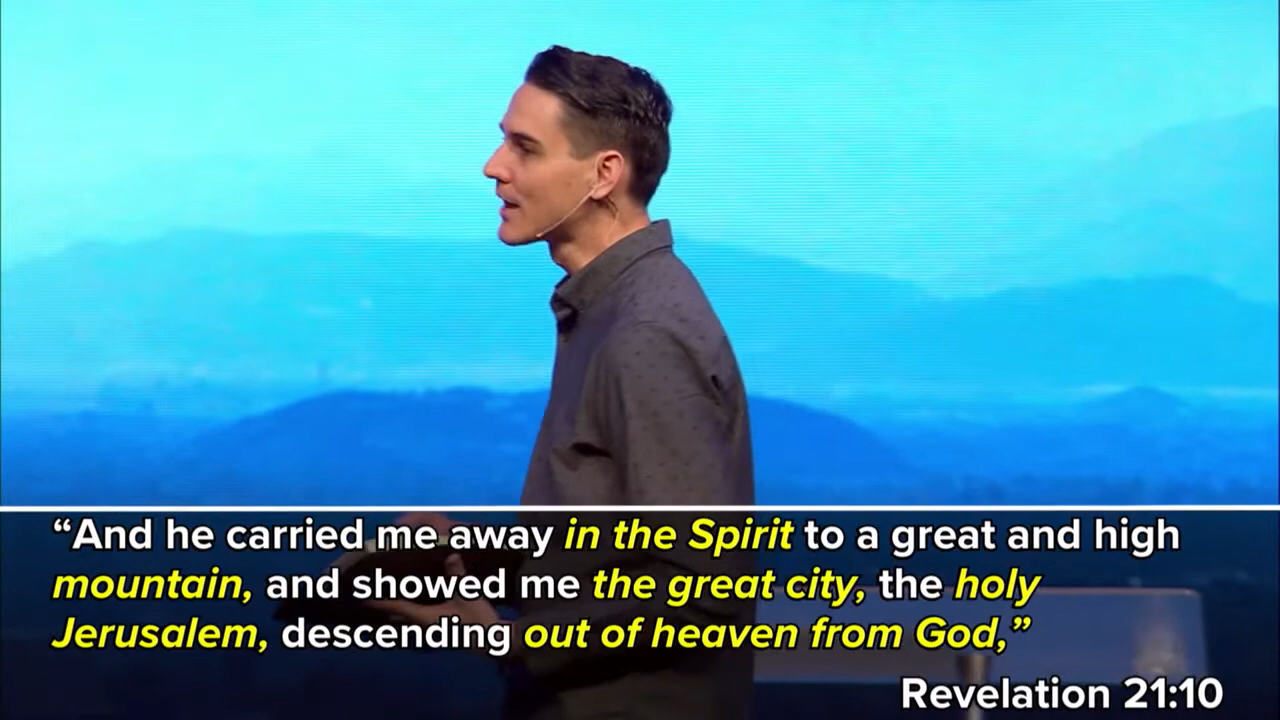 “And he carried me away in the Spirit to a great and high
mountain, and showed me the great city, the holy
Jerusalem, descending out of heaven from God,”
Revelation 21:10